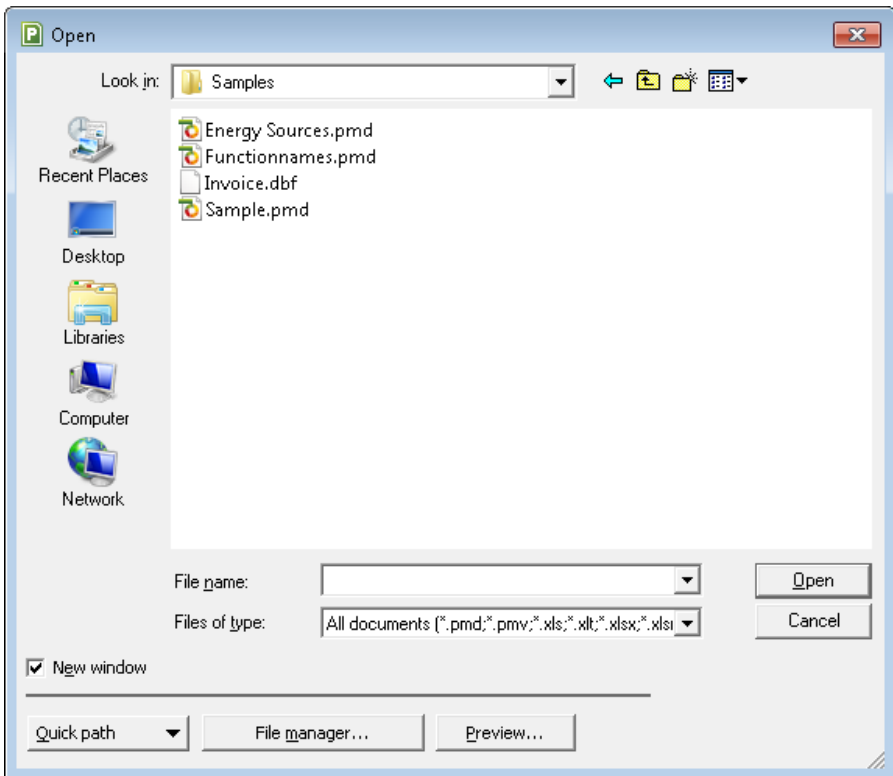 Open
Look in: Samples
Energy Sources.pmd
Functionnames.pmd
Invoice.dbf
Sample.pmd
Recent Places
Desktop
Libraries
Computer
Network
File name:
Open
Files of type: All documents (*.pmd;*.pmv;*.xls;*.xlt;*.xlsx;*.xlsı
Cancel
New window
Quick path
File manager...
Preview...